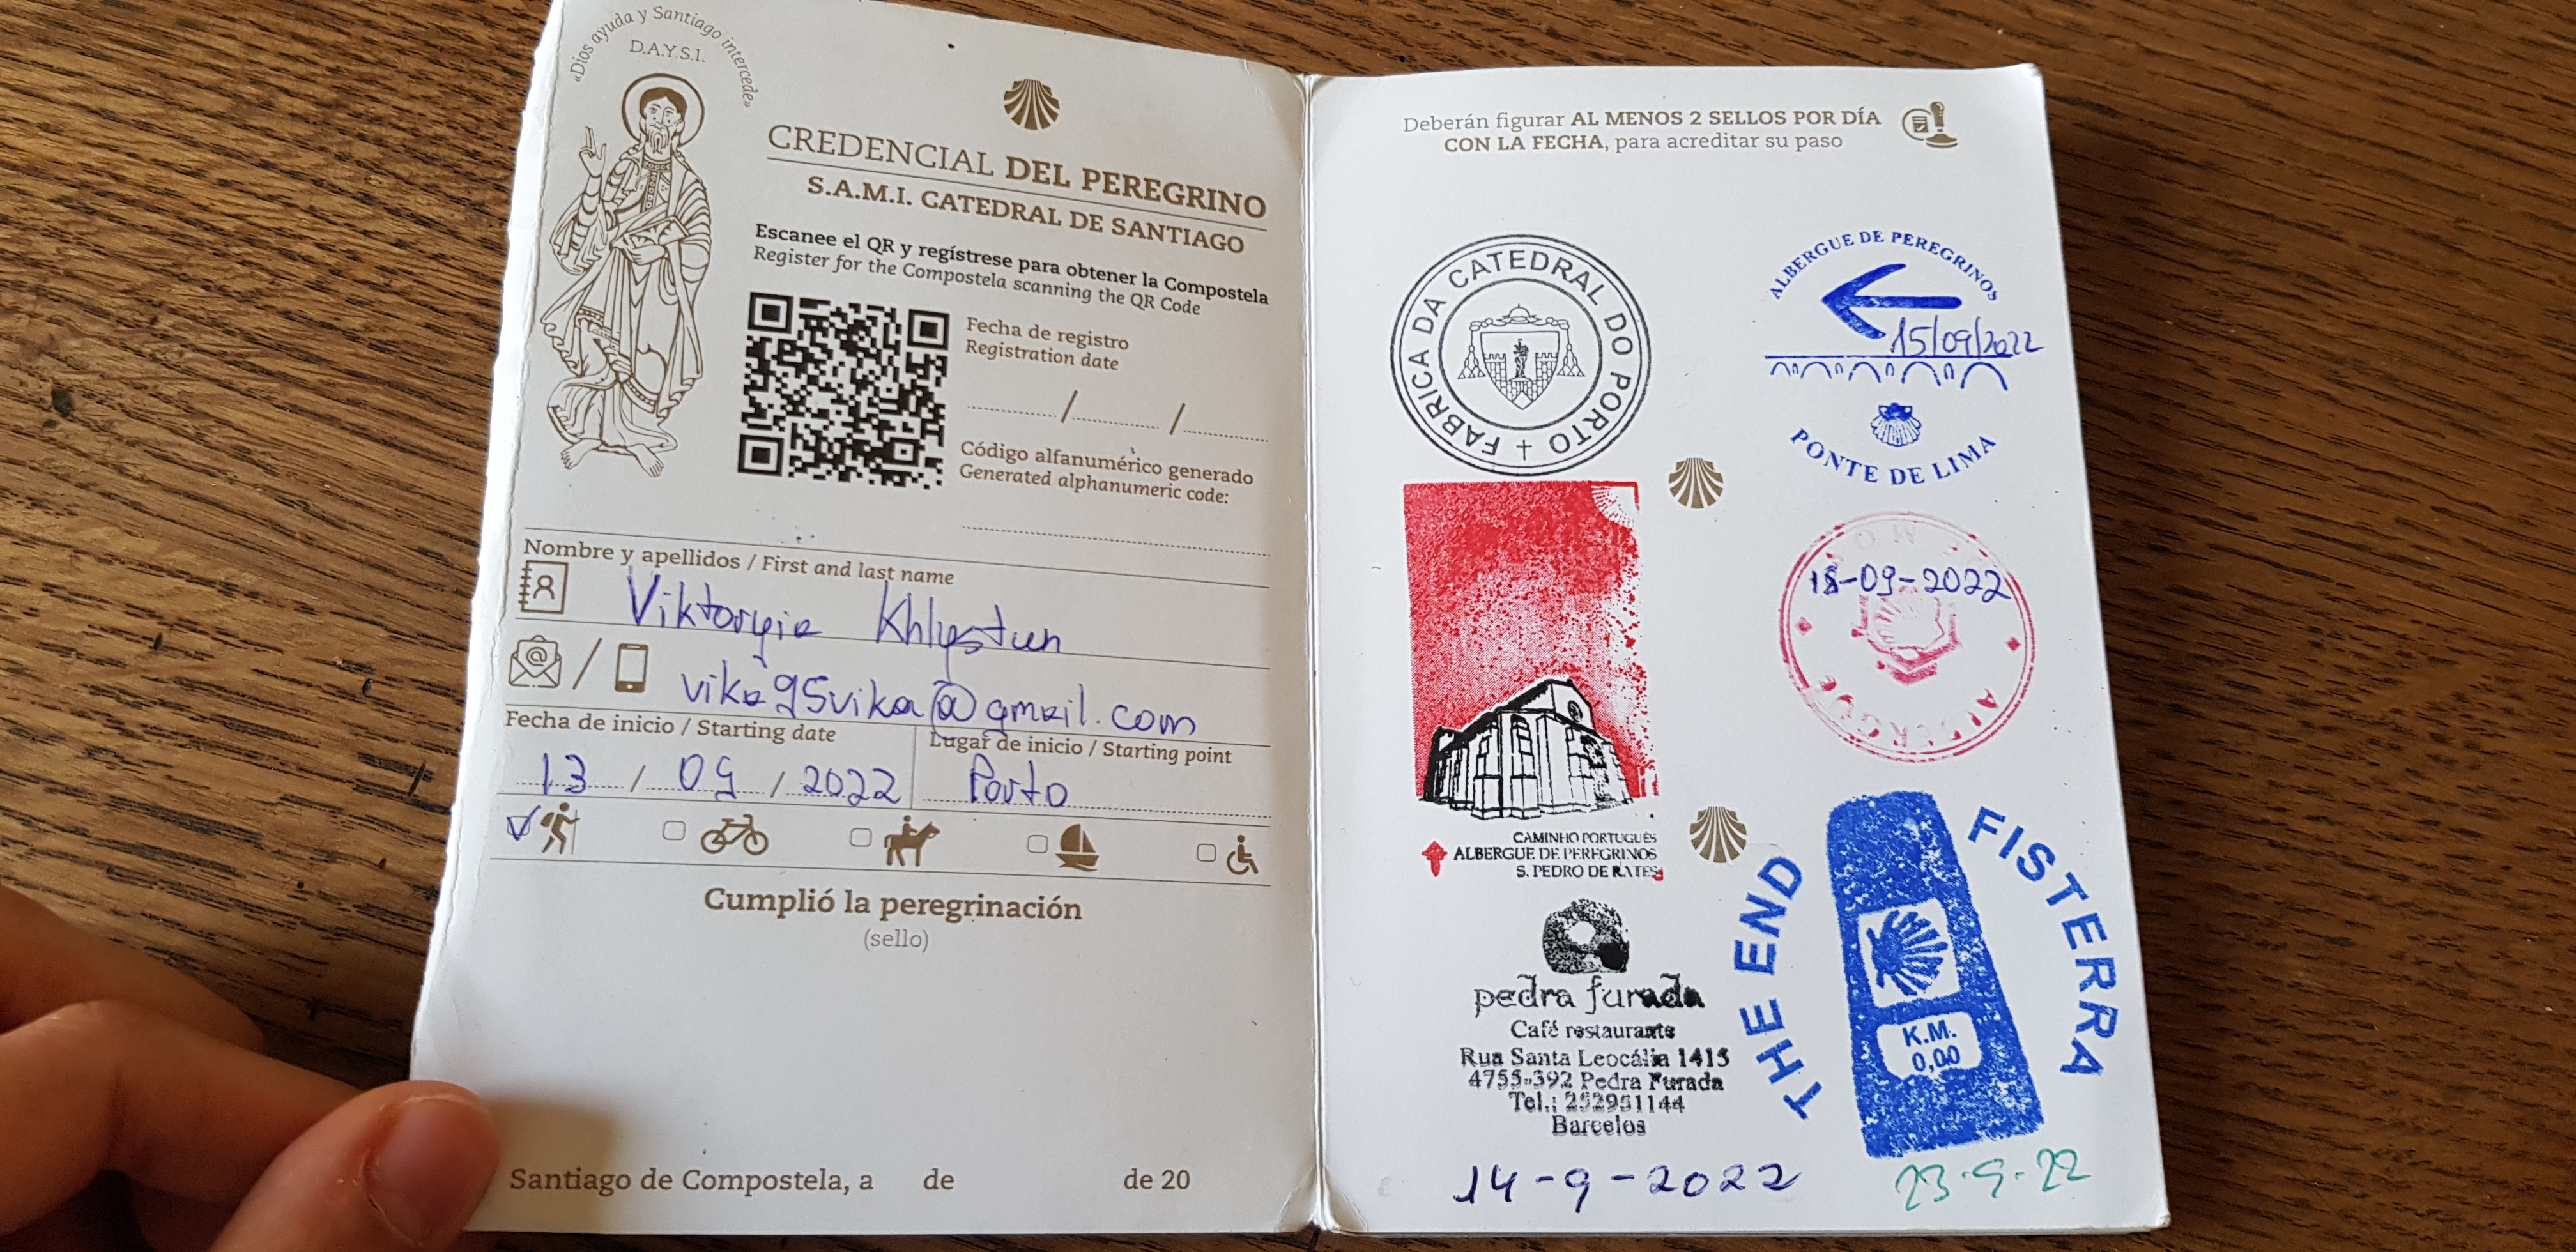 «Dios ayuda y Santiago intercede»
D.A.Y.S.I.
CREDENCIAL DEL PEREGRINO
S.A.M.I. CATEDRAL DE SANTIAGO
Escanee el QR y regístrese para obtener la Compostela
Register for the Compostela scanning the QR Code
Fecha de registro
Registration date
/ /
Código alfanumérico generado
Generated alphanumeric code:
Nombre y apellidos / First and last name
Viktoryia Khlystun
@ / vika95vika@gmail.com
Fecha de inicio / Starting date
13 / 09 / 2022
Lugar de inicio / Starting point
Porto
Cumplió la peregrinación
(sello)
Santiago de Compostela, a de de 20
Deberán figurar AL MENOS 2 SELLOS POR DÍA
CON LA FECHA, para acreditar su paso
FABRICA DA CATEDRAL DO PORTO
CAMINHO PORTUGUÊS
ALBERGUE DE PEREGRINOS
S. PEDRO DE RATES
pedra furada
Café restaurante
Rua Santa Leocália 1415
4755-392 Pedra Furada
Tel.: 252951144
Barcelos
14-9-2022
ALBERGUE DE PEREGRINOS
15/09/2022
PONTE DE LIMA
18-09-2022
ALBERGUE
THE END
FISTERRA
K.M.
0,00
23-9-22